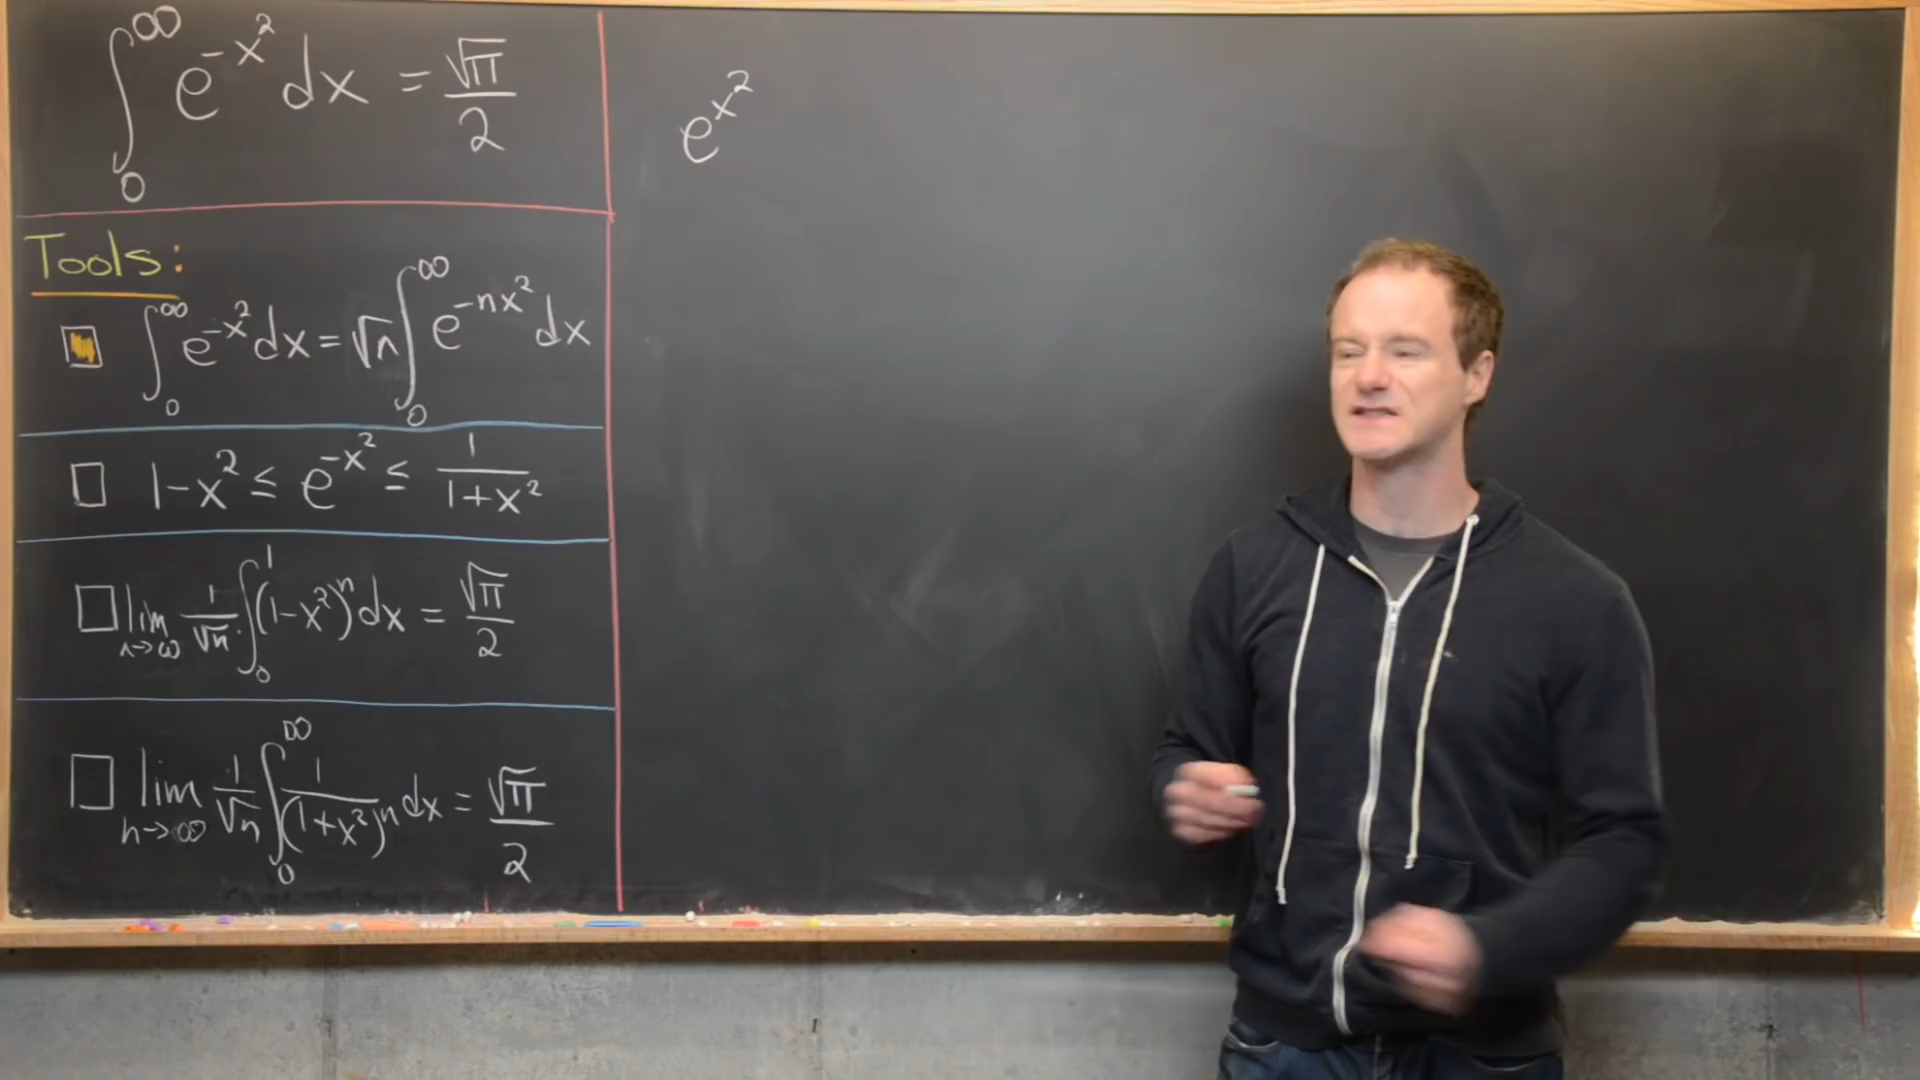 ∫₀^∞ e^{-x²} dx = √π/2
Tools:
∫₀^∞ e^{-x²} dx = √n ∫₀^∞ e^{-nx²} dx
1-x² ≤ e^{-x²} ≤ 1/(1+x²)
lim_{n→∞} 1/√n · ∫₀^1 (1-x²)^n dx = √π/2
lim_{n→∞} 1/√n ∫₀^∞ 1/(1+x²)^n dx = √π/2
e^{x²}